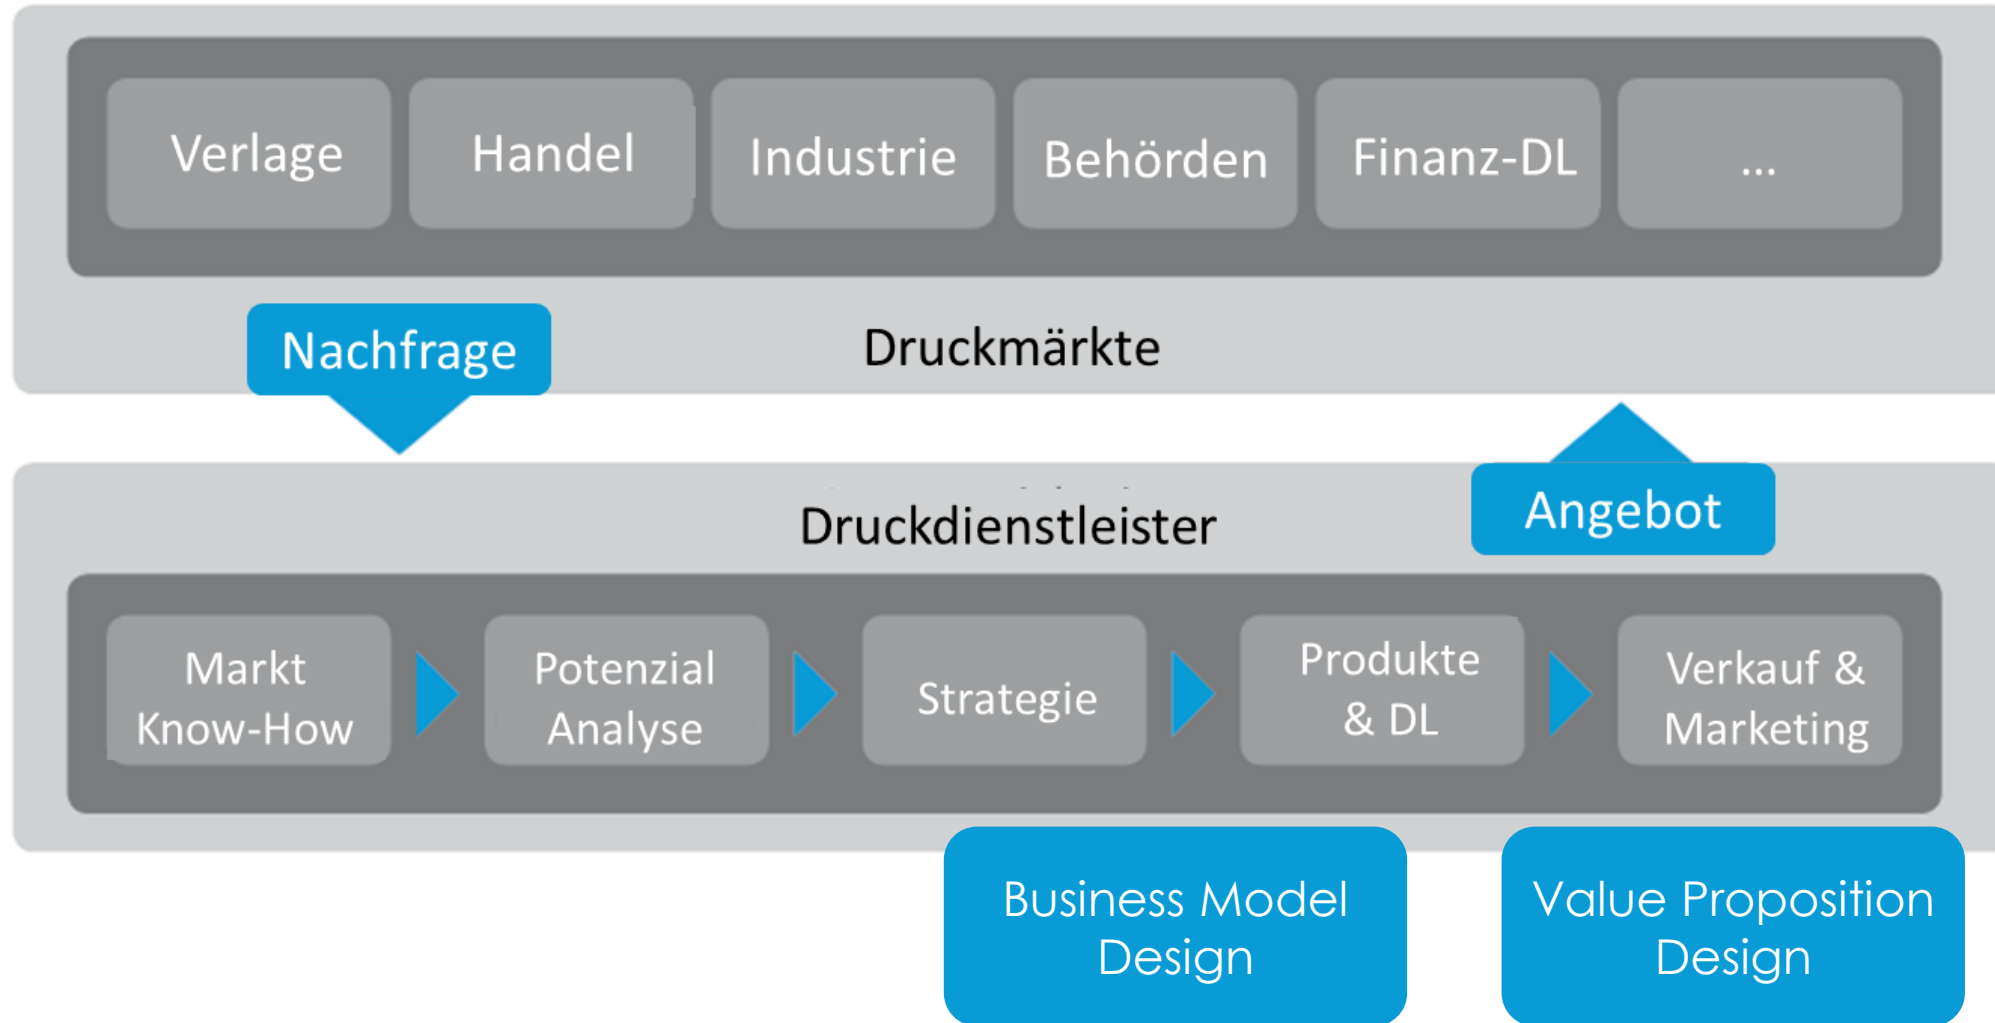 Verlage
Handel
Industrie
Behörden
Finanz-DL
...
Nachfrage
Druckmärkte
Druckdienstleister
Angebot
Markt
Know-How
Potenzial
Analyse
Strategie
Produkte
& DL
Verkauf &
Marketing
Business Model
Design
Value Proposition
Design